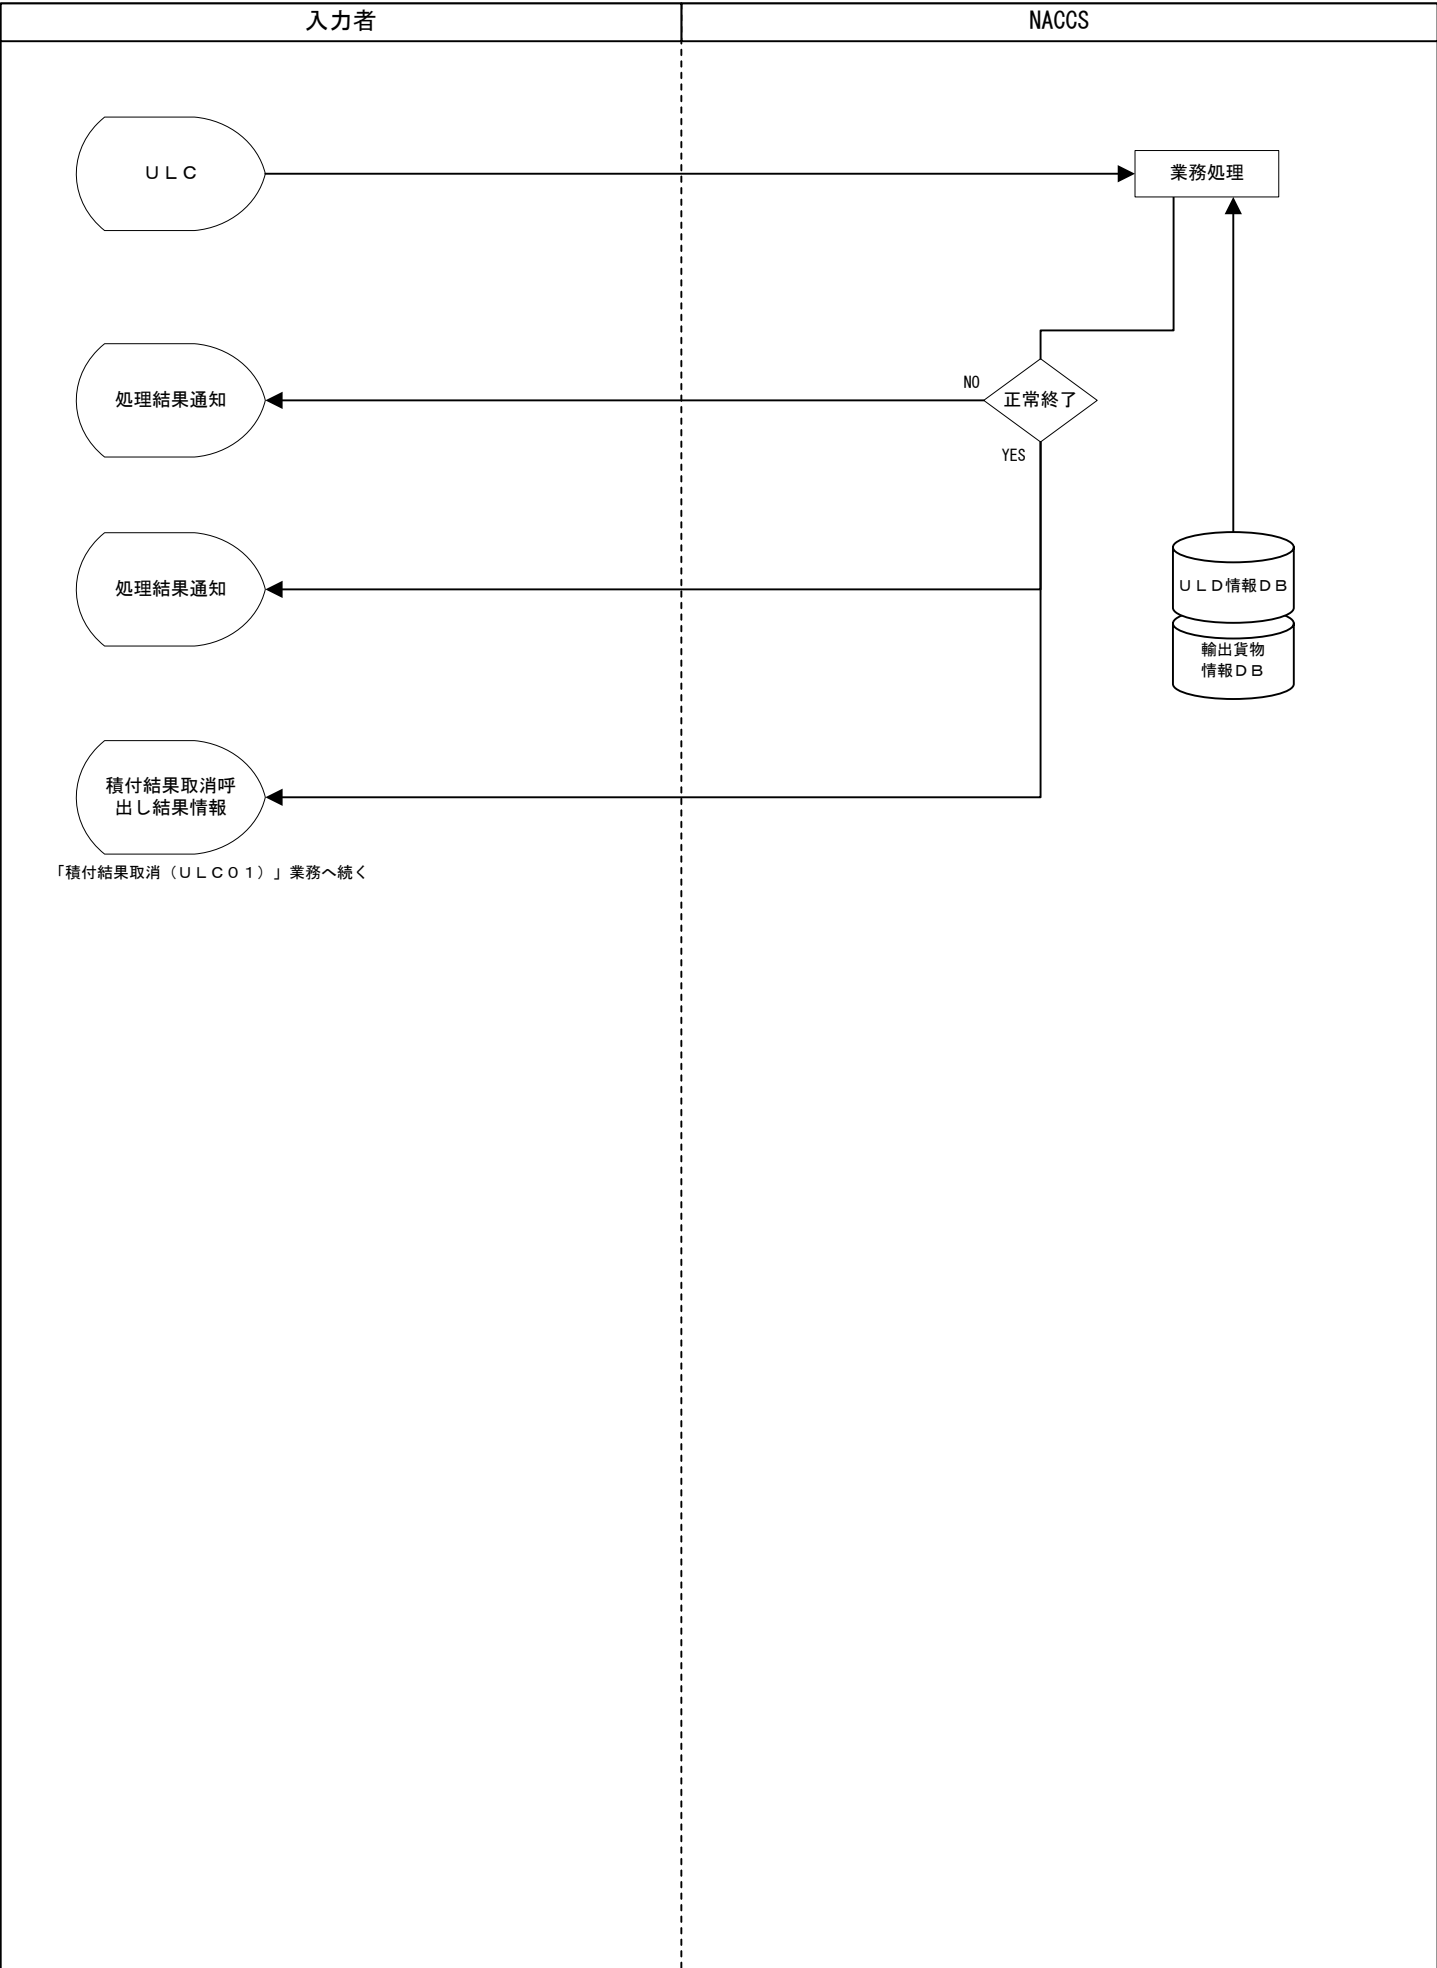 入力者
NACCS
ＵＬＣ
業務処理
処理結果通知
NO
正常終了
YES
処理結果通知
ＵＬＤ情報ＤＢ
輸出貨物
情報ＤＢ
積付結果取消呼
出し結果情報
「積付結果取消（ＵＬＣ０１）」業務へ続く